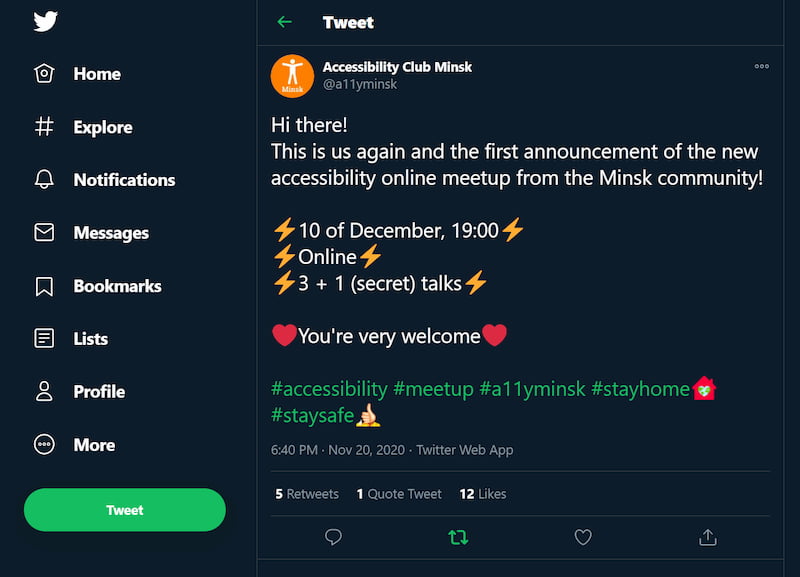 Home
Explore
Notifications
Messages
Bookmarks
Lists
Profile
More
Tweet
Tweet
Minsk
Accessibility Club Minsk
@a11yminsk
Hi there!
This is us again and the first announcement of the new
accessibility online meetup from the Minsk community!
⚡10 of December, 19:00⚡
⚡Online⚡
⚡3 + 1 (secret) talks⚡
❤️You're very welcome❤️
#accessibility #meetup #a11yminsk #stayhome
#staysafe👍🏻
6:40 PM · Nov 20, 2020 · Twitter Web App
5 Retweets 1 Quote Tweet 12 Likes